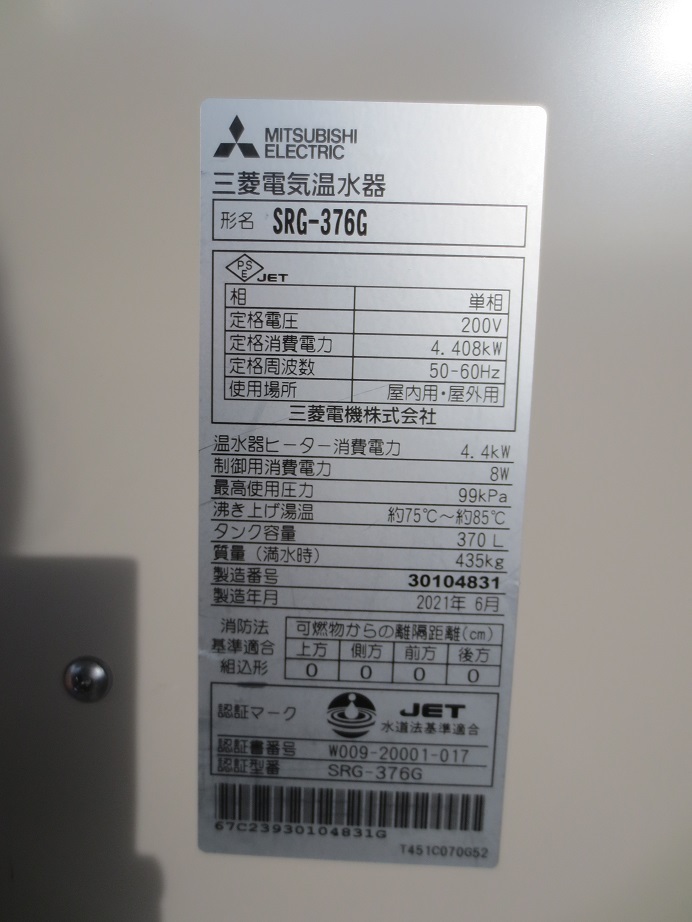 MITSUBISHI
ELECTRIC
三菱電気温水器
形名 SRG-376G
PS
E JET
相 単相
定格電圧 200V
定格消費電力 4.408kW
定格周波数 50-60Hz
使用場所 屋内用・屋外用
三菱電機株式会社
温水器ヒーター消費電力 4.4kW
制御用消費電力 8W
最高使用圧力 99kPa
沸き上げ湯温 約75℃～約85℃
タンク容量 370L
質量（満水時） 435kg
製造番号 30104831
製造年月 2021年 6月
消防法 可燃物からの離隔距離(cm)
基準適合 上方 側方 前方 後方
組込形 0 0 0 0
認証マーク JET
水道法基準適合
認証書番号 W009-20001-017
認証型番 SRG-376G
67C23930104831G
T451C070G52